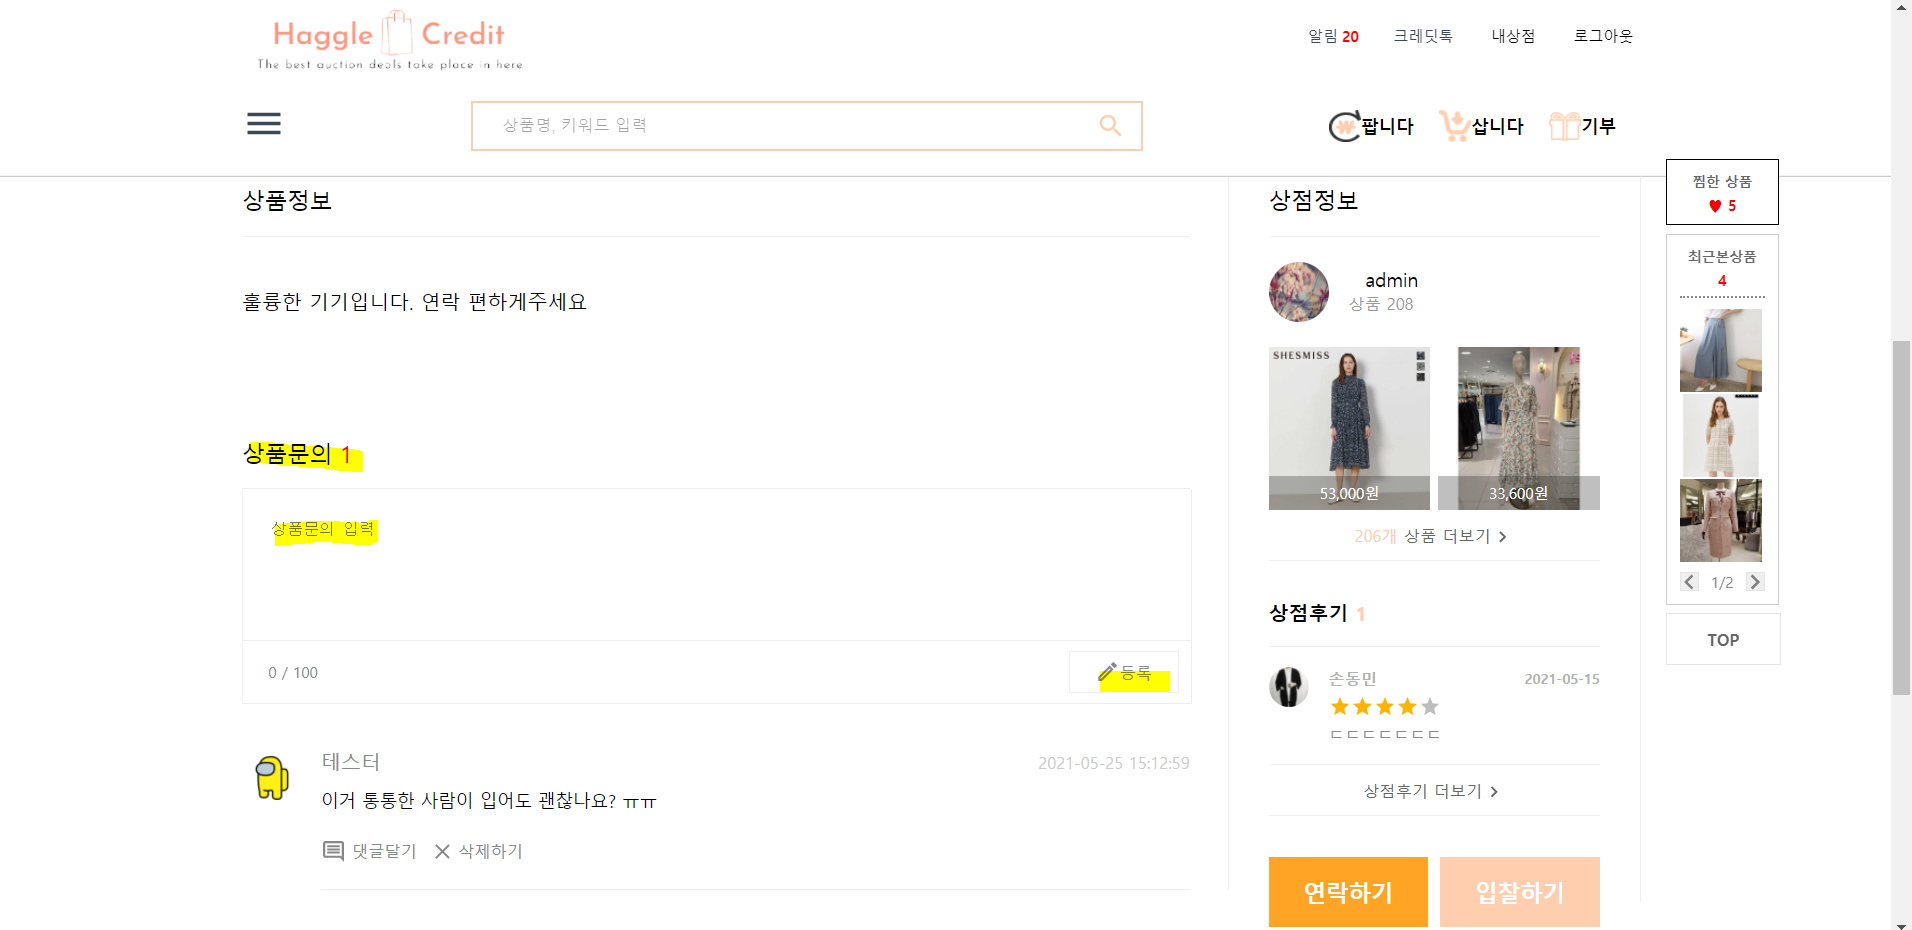 Haggle Credit
The best auction deals take place in here
알림 20 크레딧톡 내상점 로그아웃
상품명, 키워드 입력
팝니다 삽니다 기부
찜한 상품
♥ 5
최근본상품
4
1/2
TOP
상품정보
훌륭한 기기입니다. 연락 편하게주세요
상품문의 1
상품문의 입력
0 / 100
등록
테스터 2021-05-25 15:12:59
이거 통통한 사람이 입어도 괜찮나요? ㅠㅠ
댓글달기 삭제하기
상점정보
admin
상품 208
SHESMISS
53,000원 33,600원
206개 상품 더보기 >
상점후기 1
손동민 2021-05-15
ㄷㄷㄷㄷㄷㄷㄷ
상점후기 더보기 >
연락하기 입찰하기